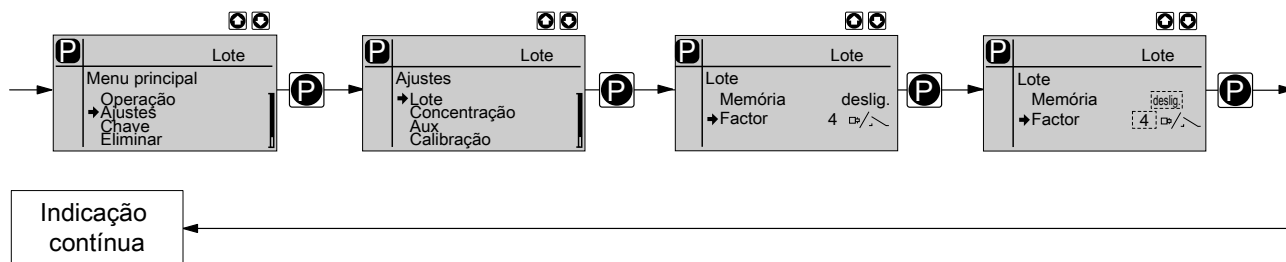 P Lote
Menu principal
Operação
Ajustes
Chave
Eliminar
P
P Lote
Ajustes
Lote
Concentração
Aux
Calibração
P
P Lote
Lote
Memória deslig.
Factor 4
P
P Lote
Lote
Memória deslig.
Factor 4
P
Indicação
contínua